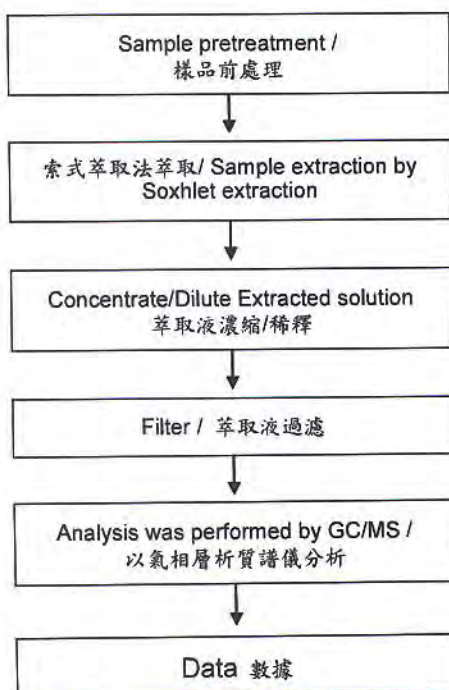 Sample pretreatment /
樣品前處理
索式萃取法萃取/ Sample extraction by
Soxhlet extraction
Concentrate/Dilute Extracted solution
萃取液濃縮/稀釋
Filter / 萃取液過濾
Analysis was performed by GC/MS /
以氣相層析質譜儀分析
Data 數據